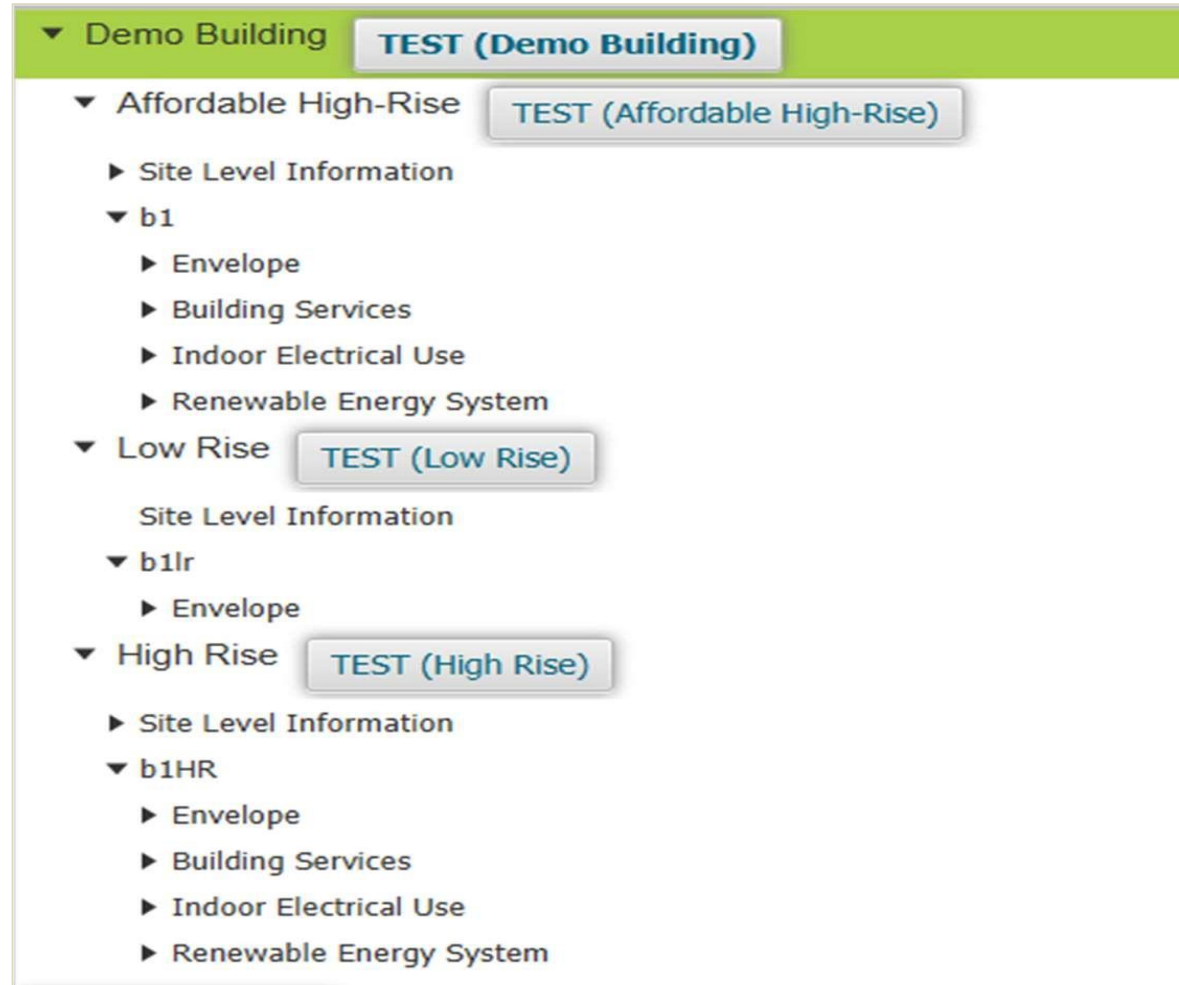 Demo Building TEST (Demo Building)
Affordable High-Rise TEST (Affordable High-Rise)
Site Level Information
b1
Envelope
Building Services
Indoor Electrical Use
Renewable Energy System
Low Rise TEST (Low Rise)
Site Level Information
b1lr
Envelope
High Rise TEST (High Rise)
Site Level Information
b1HR
Envelope
Building Services
Indoor Electrical Use
Renewable Energy System